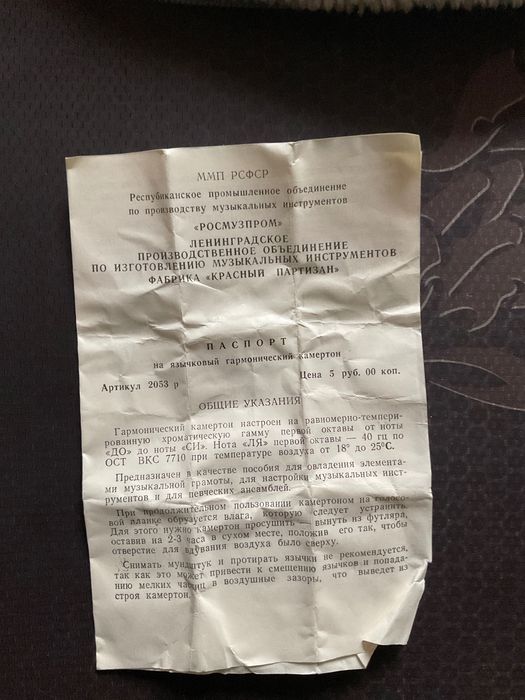 ММП РСФСР
Республиканское промышленное объединение
по производству музыкальных инструментов
«РОСМУЗПРОМ»
ЛЕНИНГРАДСКОЕ
ПРОИЗВОДСТВЕННОЕ ОБЪЕДИНЕНИЕ
ПО ИЗГОТОВЛЕНИЮ МУЗЫКАЛЬНЫХ ИНСТРУМЕНТОВ
ФАБРИКА «КРАСНЫЙ ПАРТИЗАН»
ПАСПОРТ
на язычковый гармонический камертон
Артикул 2053 р Цена 5 руб. 00 коп.
ОБЩИЕ УКАЗАНИЯ
Гармонический камертон настроен на равномерно-темпери-
рованную хроматическую гамму первой октавы от ноты
«ДО» до ноты «СИ». Нота «ЛЯ» первой октавы — 40 гц по
ОСТ ВКС 7710 при температуре воздуха от 18° до 25°С.
Предназначен в качестве пособия для овладения элемента-
ми музыкальной грамоты, для настройки музыкальных инст-
рументов и для певческих ансамблей.
При продолжительном пользовании камертоном на голосо-
вой планке образуется влага, которую следует устранить.
Для этого нужно камертон просушить — вынуть из футляра,
оставив на 2-3 часа в сухом месте, положив его так, чтобы
отверстие для вдувания воздуха было сверху.
Снимать мундштук и протирать язычки не рекомендуется,
так как это может привести к смещению язычков и попада-
нию мелких частиц в воздушные зазоры, что выведет из
строя камертон.